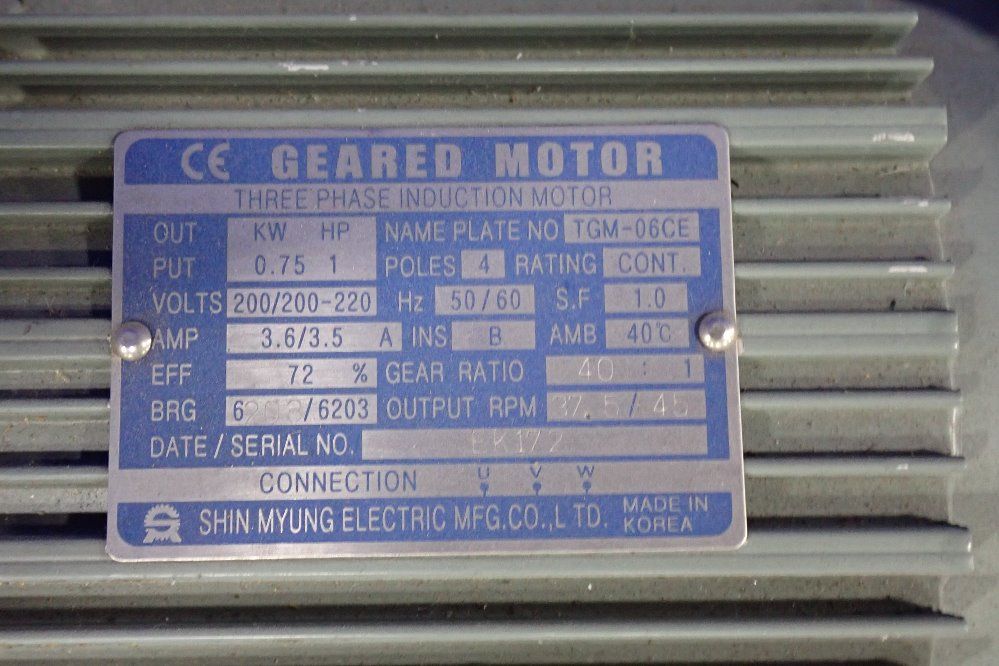 CE GEARED MOTOR
THREE PHASE INDUCTION MOTOR
OUT PUT KW HP 0.75 1 NAME PLATE NO TGM-06CE
POLES 4 RATING CONT.
VOLTS 200/200-220 Hz 50/60 S.F 1.0
AMP 3.6/3.5 A INS B AMB 40℃
EFF 72 % GEAR RATIO 40 : 1
BRG /6203 OUTPUT RPM 37.5/45
DATE / SERIAL NO. EK172
CONNECTION U V W
SHIN MYUNG ELECTRIC MFG.CO.,LTD. MADE IN KOREA